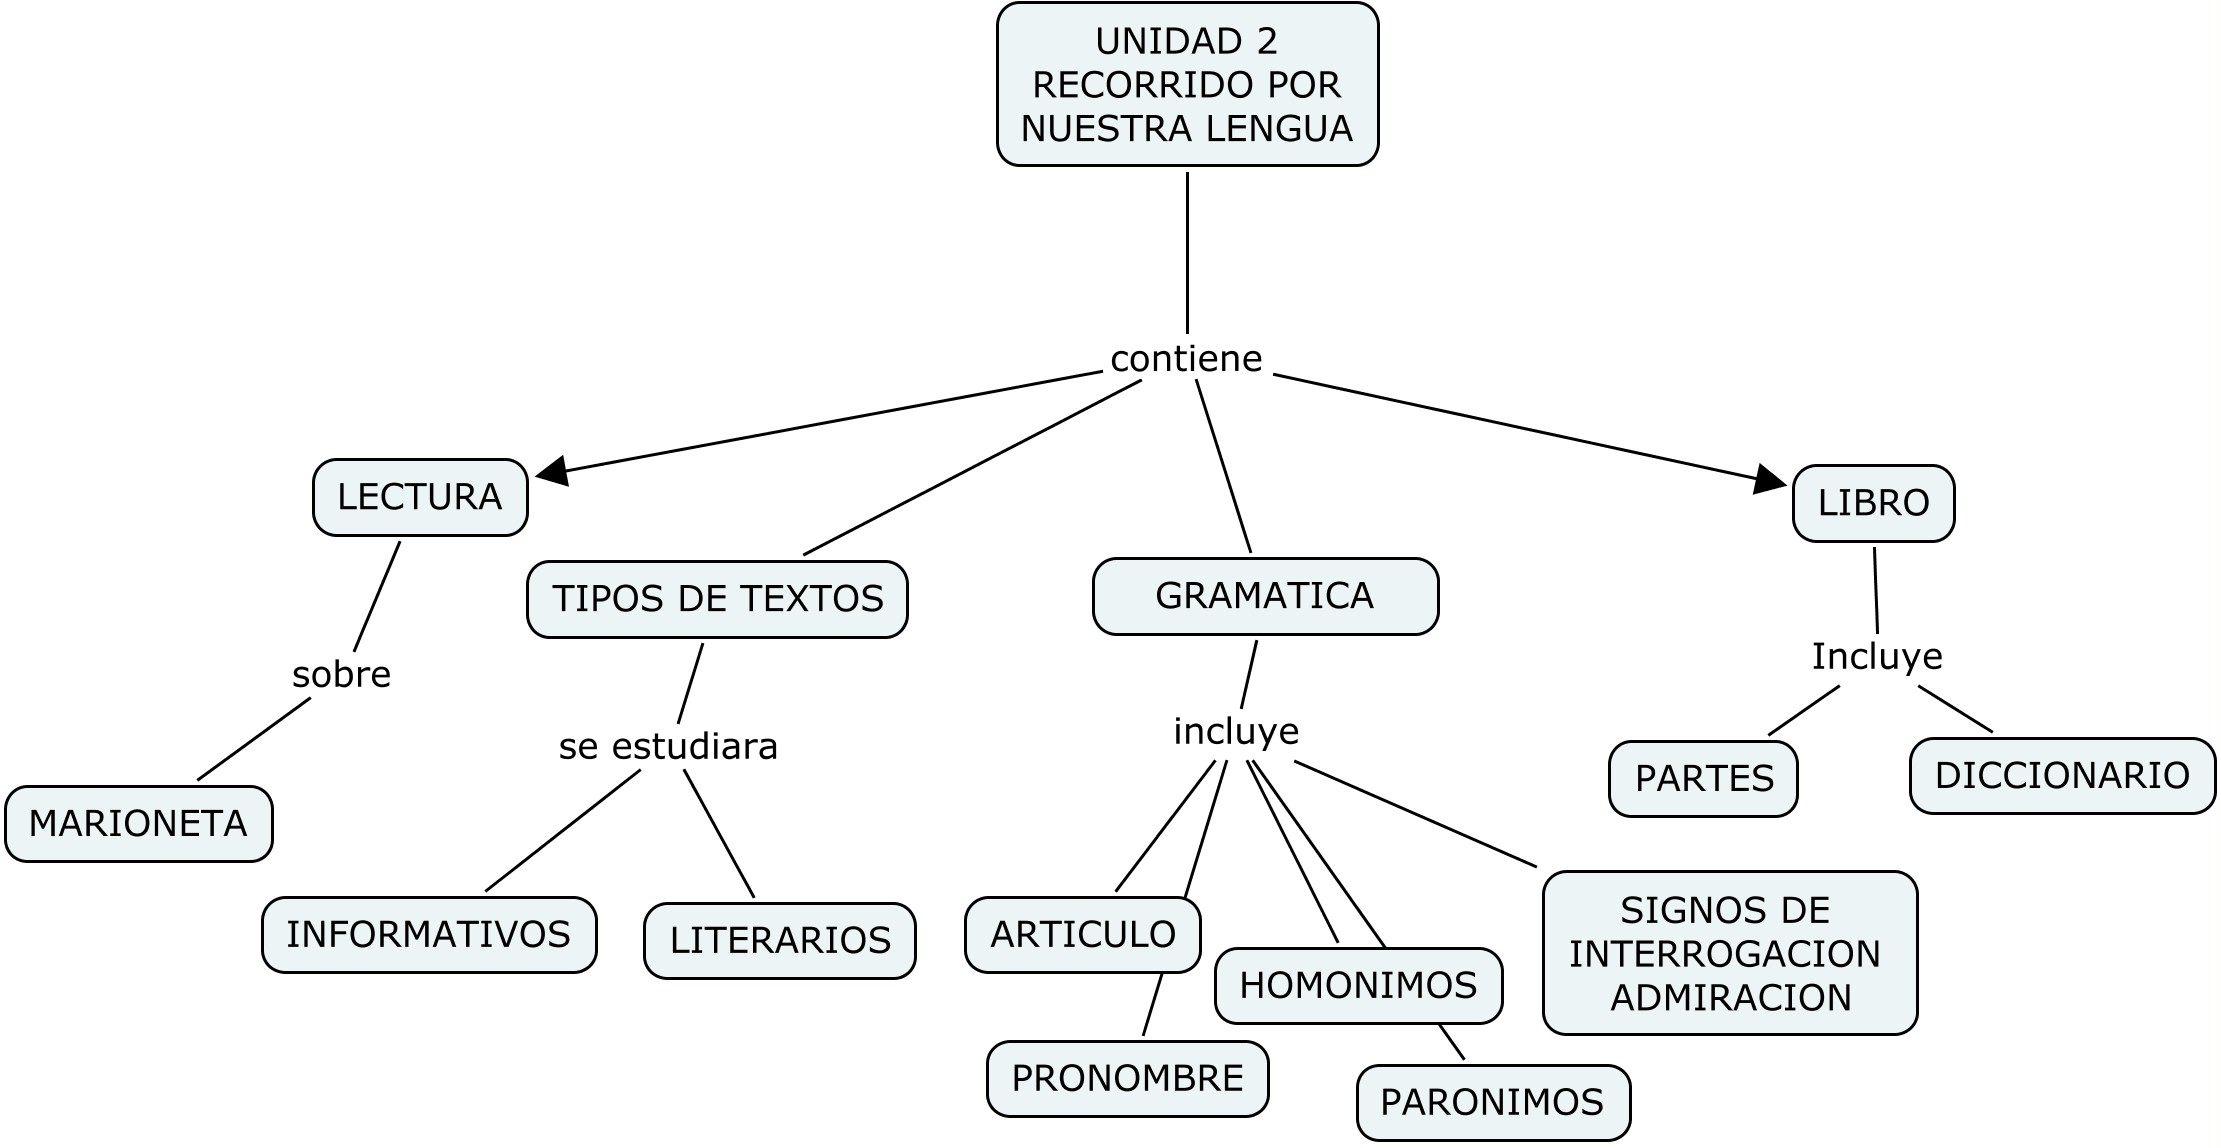 UNIDAD 2
RECORRIDO POR
NUESTRA LENGUA
contiene
LECTURA
LIBRO
TIPOS DE TEXTOS
GRAMATICA
sobre
Incluye
se estudiara
incluye
PARTES
DICCIONARIO
MARIONETA
INFORMATIVOS
LITERARIOS
ARTICULO
HOMONIMOS
SIGNOS DE
INTERROGACION
ADMIRACION
PRONOMBRE
PARONIMOS